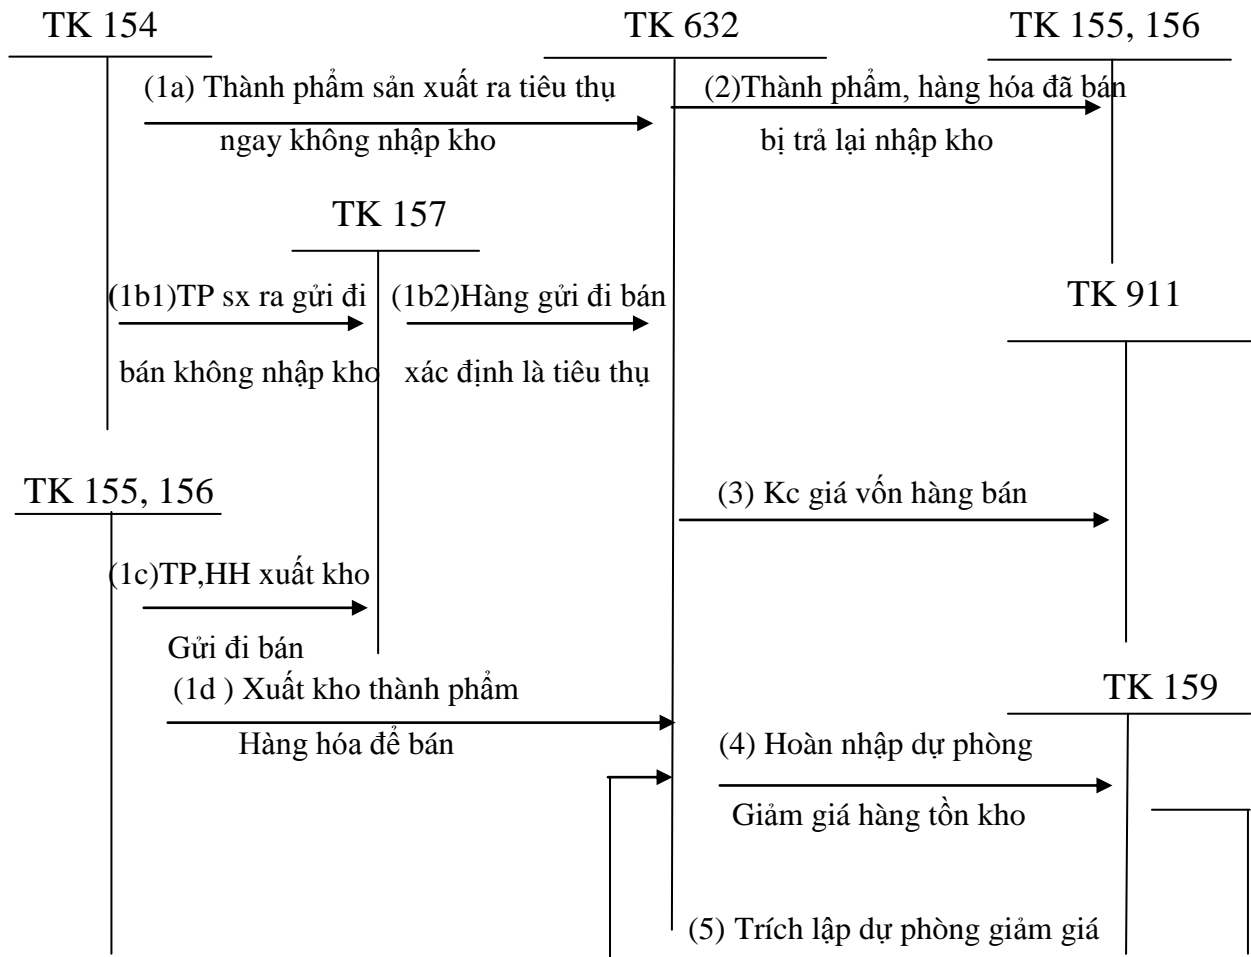 TK 154
TK 632
TK 155, 156
(1a) Thành phẩm sản xuất ra tiêu thụ
ngay không nhập kho
(2)Thành phẩm, hàng hóa đã bán
bị trả lại nhập kho
TK 157
(1b1)TP sx ra gửi đi
bán không nhập kho
(1b2)Hàng gửi đi bán
xác định là tiêu thụ
TK 911
TK 155, 156
(3) Kc giá vốn hàng bán
(1c)TP,HH xuất kho
Gửi đi bán
(1d ) Xuất kho thành phẩm
Hàng hóa để bán
TK 159
(4) Hoàn nhập dự phòng
Giảm giá hàng tồn kho
(5) Trích lập dự phòng giảm giá